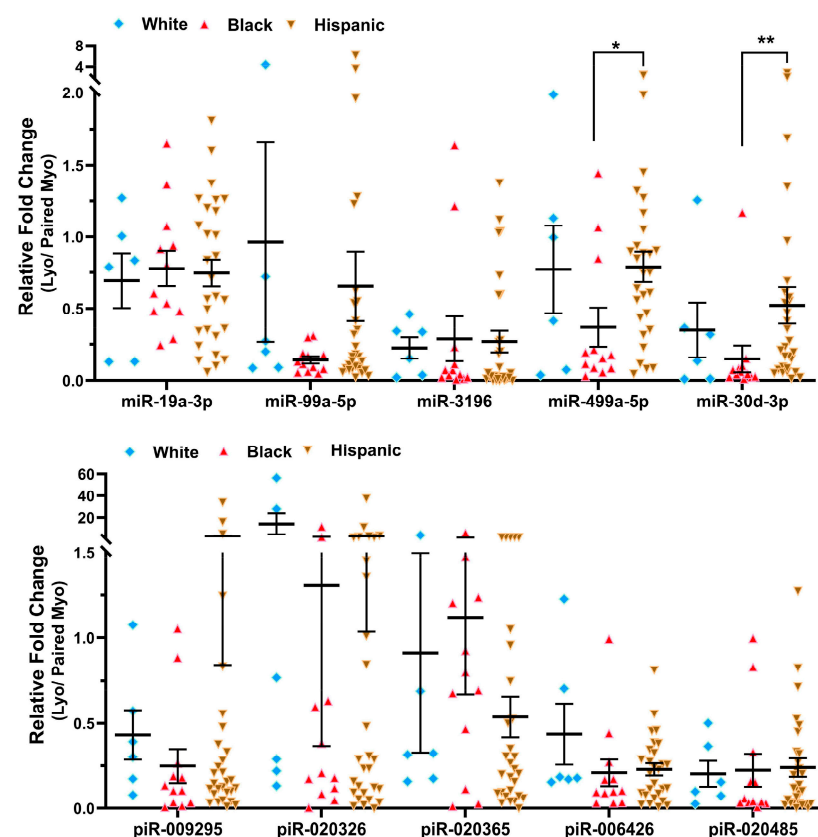 White Black Hispanic
8
4
2.0
1.5
1.0
0.5
0.0
Relative Fold Change
(Lyo/ Paired Myo)
*
**
miR-19a-3p miR-99a-5p miR-3196 miR-499a-5p miR-30d-3p
White Black Hispanic
60
40
20
1.5
1.0
0.5
0.0
Relative Fold Change
(Lyo/ Paired Myo)
piR-009295 piR-020326 piR-020365 piR-006426 piR-020485